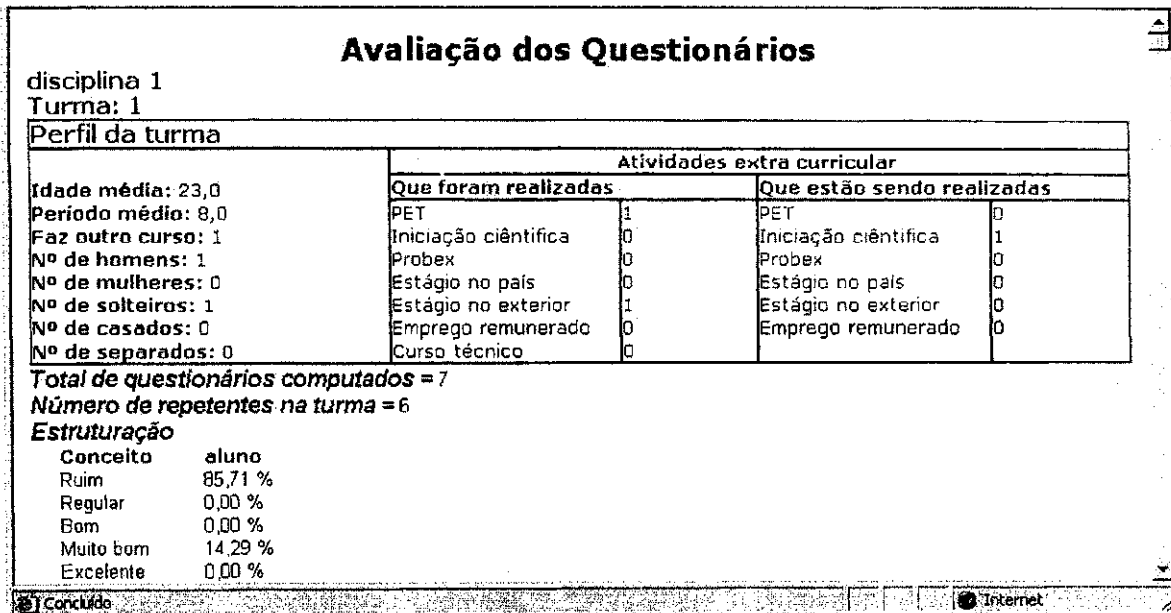 Avaliação dos Questionários
disciplina 1
Turma: 1
Perfil da turma
Atividades extra curricular
Idade média: 23,0 Que foram realizadas Que estão sendo realizadas
Período médio: 8,0 PET 1 PET 0
Faz outro curso: 1 Iniciação ciêntifica 0 Iniciação ciêntifica 1
Nº de homens: 1 Probex 0 Probex 0
Nº de mulheres: 0 Estágio no país 0 Estágio no país 0
Nº de solteiros: 1 Estágio no exterior 1 Estágio no exterior 0
Nº de casados: 0 Emprego remunerado 0 Emprego remunerado 0
Nº de separados: 0 Curso técnico 0
Total de questionários computados = 7
Número de repetentes na turma = 6
Estruturação
Conceito aluno
Ruim 85,71 %
Regular 0,00 %
Bom 0,00 %
Muito bom 14,29 %
Excelente 0,00 %
Concluído Internet